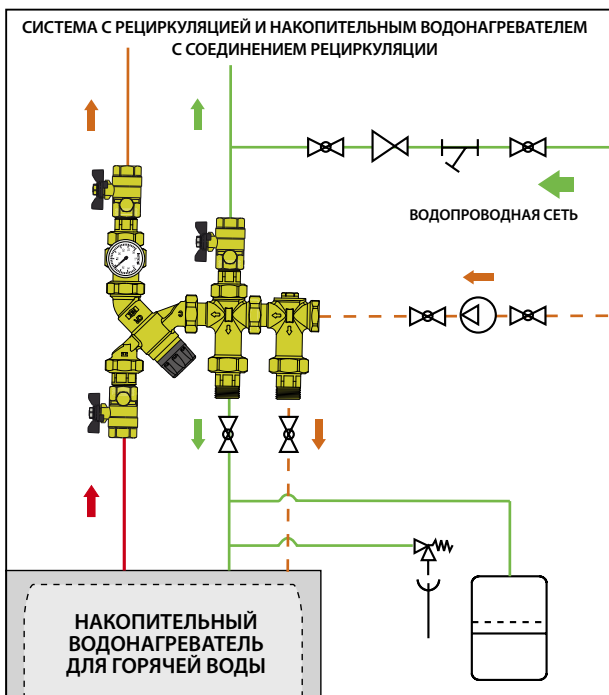 СИСТЕМА С РЕЦИРКУЛЯЦИЕЙ И НАКОПИТЕЛЬНЫМ ВОДОНАГРЕВАТЕЛЕМ
С СОЕДИНЕНИЕМ РЕЦИРКУЛЯЦИИ
ВОДОПРОВОДНАЯ СЕТЬ
НАКОПИТЕЛЬНЫЙ
ВОДОНАГРЕВАТЕЛЬ
ДЛЯ ГОРЯЧЕЙ ВОДЫ